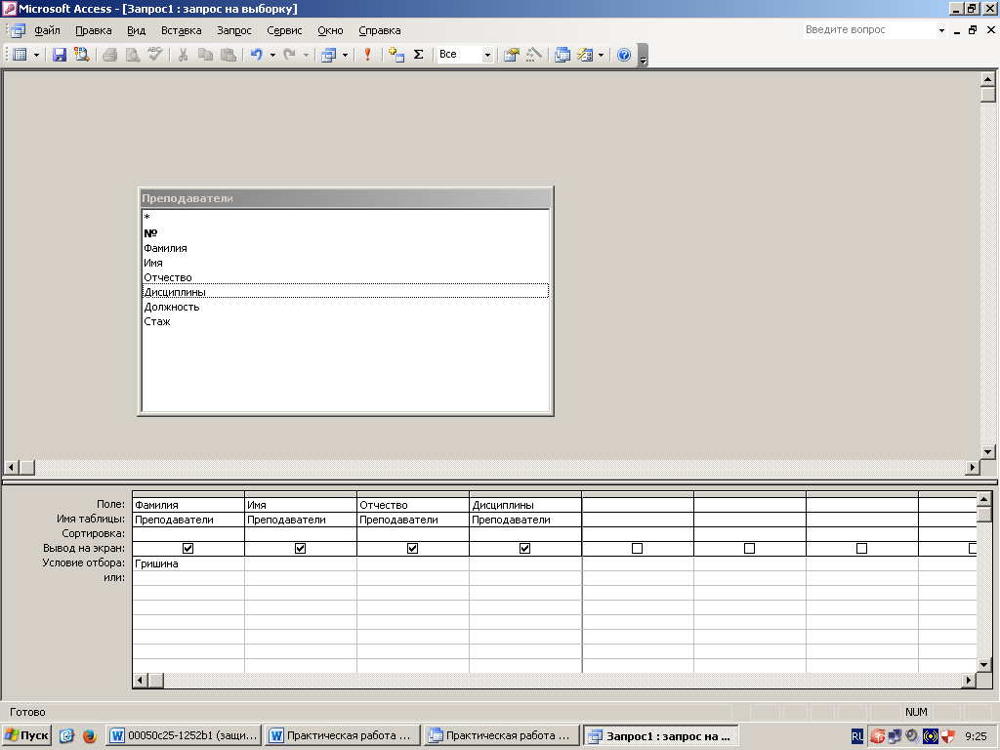 Microsoft Access - [Запрос1 : запрос на выборку]
Файл Правка Вид Вставка Запрос Сервис Окно Справка Введите вопрос
Все
Преподаватели
*
№
Фамилия
Имя
Отчество
Дисциплины
Должность
Стаж
Поле: Фамилия Имя Отчество Дисциплины
Имя таблицы: Преподаватели Преподаватели Преподаватели Преподаватели
Сортировка:
Вывод на экран:
Условие отбора: Гришина
или:
Готово NUM
Пуск 00050c25-1252b1 (защи... Практическая работа ... Практическая работа ... Запрос1 : запрос на ... RL 9:25